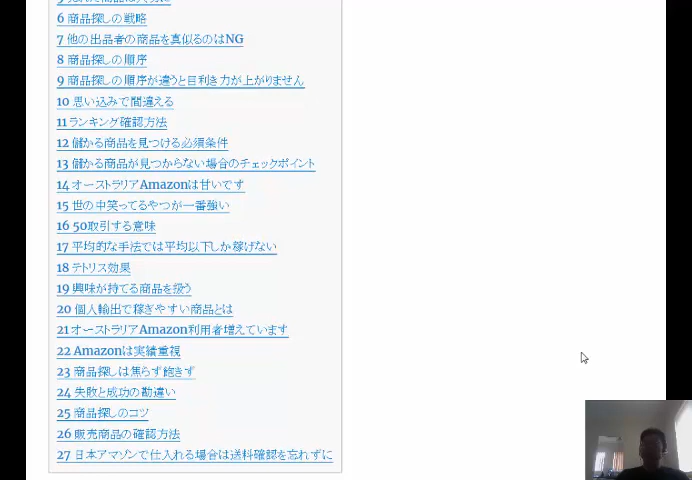 6 商品探しの戦略
7 他の出品者の商品を真似るのはNG
8 商品探しの順序
9 商品探しの順序が違うと目利き力が上がりません
10 思い込みで間違える
11 ランキング確認方法
12 儲かる商品を見つける必須条件
13 儲かる商品が見つからない場合のチェックポイント
14 オーストラリアAmazonは甘いです
15 世の中笑ってるやつが一番強い
16 50取引する意味
17 平均的な手法では平均以下しか稼げない
18 テトリス効果
19 興味が持てる商品を扱う
20 個人輸出で稼ぎやすい商品とは
21 オーストラリアAmazon利用者増えています
22 Amazonは実績重視
23 商品探しは焦らず飽きず
24 失敗と成功の勘違い
25 商品探しのコツ
26 販売商品の確認方法
27 日本アマゾンで仕入れる場合は送料確認を忘れずに